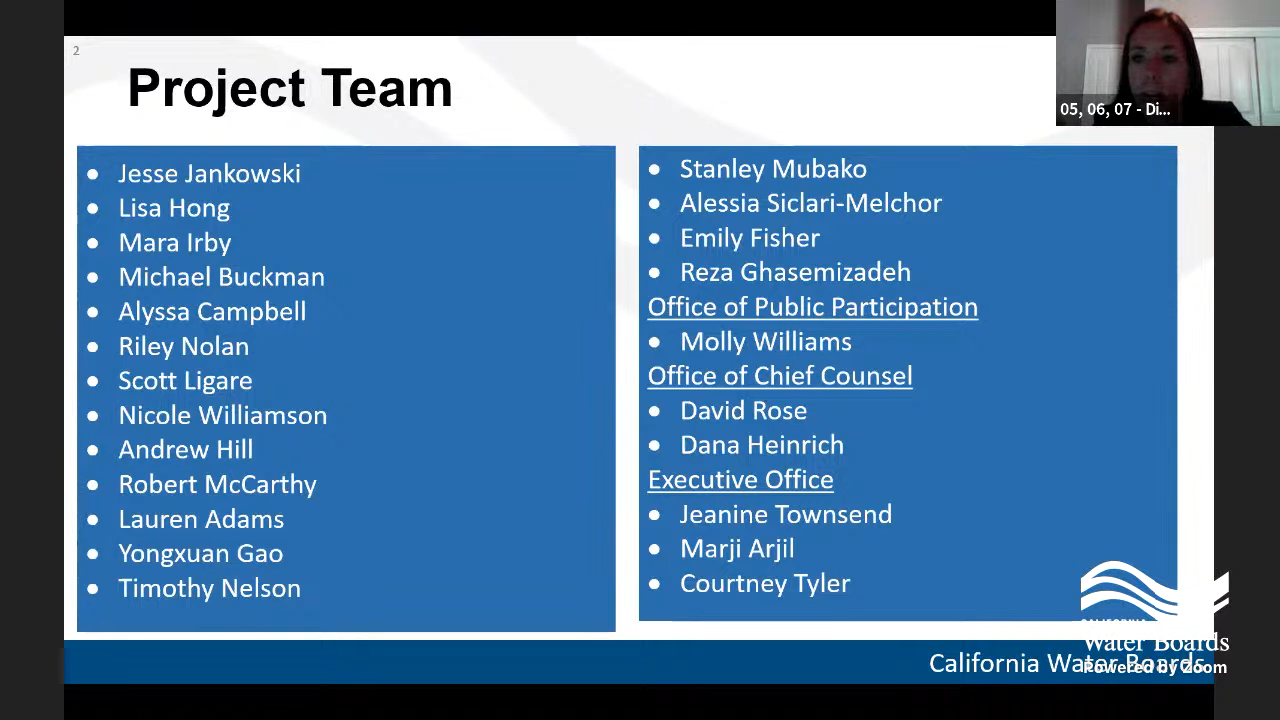 2
Project Team
05, 06, 07 - Di...
• Jesse Jankowski
• Lisa Hong
• Mara Irby
• Michael Buckman
• Alyssa Campbell
• Riley Nolan
• Scott Ligare
• Nicole Williamson
• Andrew Hill
• Robert McCarthy
• Lauren Adams
• Yongxuan Gao
• Timothy Nelson
• Stanley Mubako
• Alessia Siclari-Melchor
• Emily Fisher
• Reza Ghasemizadeh
Office of Public Participation
• Molly Williams
Office of Chief Counsel
• David Rose
• Dana Heinrich
Executive Office
• Jeanine Townsend
• Marji Arjil
• Courtney Tyler
CALIFORNIA
Water Boards
California Water Boards
Powered by Zoom